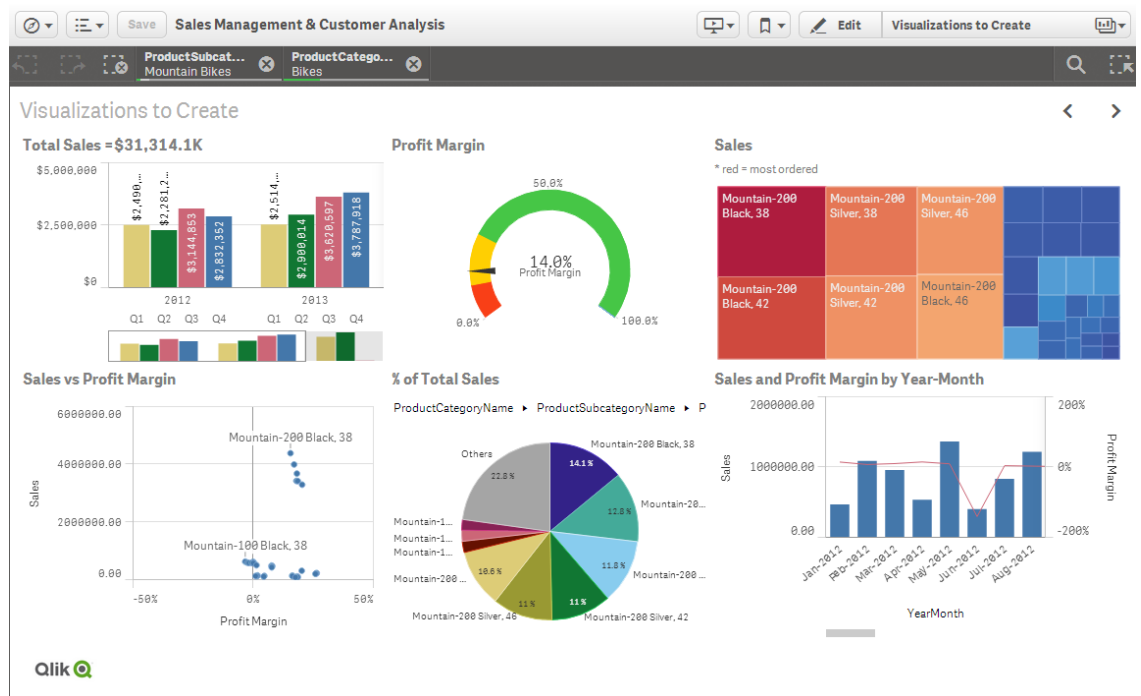 Save
Sales Management & Customer Analysis
Edit
Visualizations to Create
ProductSubcat...
Mountain Bikes
ProductCatego...
Bikes
Visualizations to Create
Total Sales =$31,314.1K
$5,000,000
$2,500,000
$0
$2,490,...
$2,281,2...
$3,144,853
$2,832,352
$2,514,...
$2,900,014
$3,620,597
$3,787,918
2012
2013
Q1 Q2 Q3 Q4 Q1 Q2 Q3 Q4
Profit Margin
50.0%
14.0%
Profit Margin
0.0%
100.0%
Sales
* red = most ordered
Mountain-200
Black, 38
Mountain-200
Silver, 38
Mountain-200
Silver, 46
Mountain-200
Black, 42
Mountain-200
Silver, 42
Mountain-200
Black, 46
Sales vs Profit Margin
6000000.00
4000000.00
2000000.00
0.00
Sales
Mountain-200 Black, 38
Mountain-100 Black, 38
-50%
0%
50%
Profit Margin
% of Total Sales
ProductCategoryName ▸ ProductSubcategoryName ▸ P
Others
Mountain-200 Black, 38
Mountain-20...
Mountain-200 ...
Mountain-200 Silver, 42
Mountain-200 Silver, 46
Mountain-200 ...
Mountain-1...
Mountain-1...
Mountain-1...
14.1%
12.8%
11.8%
11%
11%
10.6%
22.8%
Sales and Profit Margin by Year-Month
2000000.00
1000000.00
0.00
Sales
200%
0%
-200%
Profit Margin
Jan-2012
Feb-2012
Mar-2012
Apr-2012
May-2012
Jun-2012
Jul-2012
Aug-2012
YearMonth
Qlik